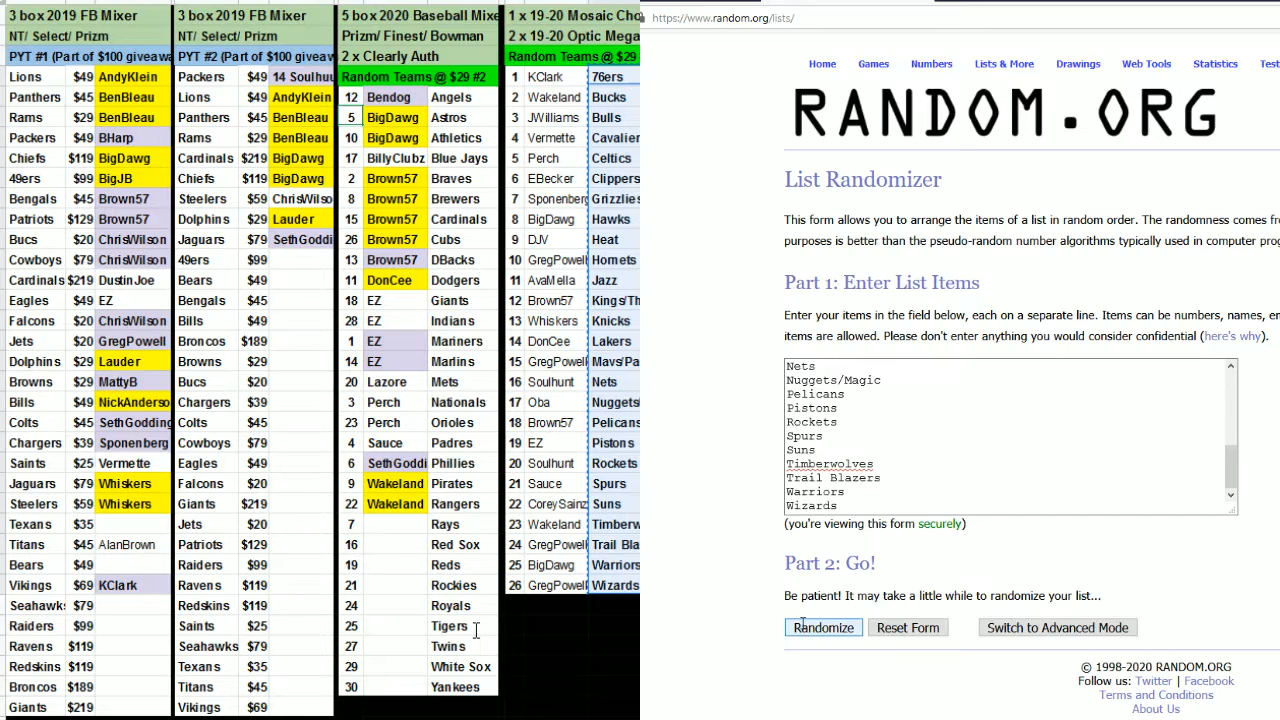 3 box 2019 FB Mixer
NT/ Select/ Prizm
PYT #1 (Part of $100 giveaw
Lions $49 AndyKlein
Panthers $45 BenBleau
Rams $29 BenBleau
Packers $49 BHarp
Chiefs $119 BigDawg
49ers $99 BigJB
Bengals $45 Brown57
Patriots $129 Brown57
Bucs $20 ChrisWilson
Cowboys $79 ChrisWilson
Cardinals $219 DustinJoe
Eagles $49 EZ
Falcons $20 ChrisWilson
Jets $20 GregPowell
Dolphins $29 Lauder
Browns $29 MattyB
Bills $49 NickAnderso
Colts $45 SethGodding
Chargers $39 Sponenberg
Saints $25 Vermette
Jaguars $79 Whiskers
Steelers $59 Whiskers
Texans $35
Titans $45 AlanBrown
Bears $49
Vikings $69 KClark
Seahawks $79
Raiders $99
Ravens $119
Redskins $119
Broncos $189
Giants $219
3 box 2019 FB Mixer
NT/ Select/ Prizm
PYT #2 (Part of $100 giveaw
Packers $49 14 Soulhu
Lions $49 AndyKlein
Panthers $45 BenBleau
Rams $29 BenBleau
Cardinals $219 BigDawg
Chiefs $119 BigDawg
Steelers $59 ChrisWilso
Dolphins $29 Lauder
Jaguars $79 SethGoddi
49ers $99
Bears $49
Bengals $45
Bills $49
Broncos $189
Browns $29
Bucs $20
Chargers $39
Colts $45
Cowboys $79
Eagles $49
Falcons $20
Giants $219
Jets $20
Patriots $129
Raiders $99
Ravens $119
Redskins $119
Saints $25
Seahawks $79
Texans $35
Titans $45
Vikings $69
5 box 2020 Baseball Mixe
Prizm/ Finest/ Bowman
2 x Clearly Auth
Random Teams @ $29 #2
12 Bendog Angels
5 BigDawg Astros
10 BigDawg Athletics
17 BillyClubz Blue Jays
2 Brown57 Braves
8 Brown57 Brewers
15 Brown57 Cardinals
26 Brown57 Cubs
13 Brown57 DBacks
11 DonCee Dodgers
18 EZ Giants
28 EZ Indians
1 EZ Mariners
14 EZ Marlins
20 Lazore Mets
3 Perch Nationals
23 Perch Orioles
4 Sauce Padres
6 SethGoddi Phillies
9 Wakeland Pirates
22 Wakeland Rangers
7 Rays
16 Red Sox
19 Reds
21 Rockies
24 Royals
25 Tigers
27 Twins
29 White Sox
30 Yankees
1 x 19-20 Mosaic Cho
2 x 19-20 Optic Mega
Random Teams @ $29
1 KClark 76ers
2 Wakeland Bucks
3 JWilliams Bulls
4 Vermette Cavalier
5 Perch Celtics
6 EBecker Clippers
7 Sponenberg Grizzlies
8 BigDawg Hawks
9 DJV Heat
10 GregPowell Hornets
11 AvaMella Jazz
12 Brown57 Kings/Th
13 Whiskers Knicks
14 DonCee Lakers
15 GregPowell Mavs/Pa
16 Soulhunt Nets
17 Oba Nuggets/
18 Brown57 Pelicans
19 EZ Pistons
20 Soulhunt Rockets
21 Sauce Spurs
22 CoreySainz Suns
23 Wakeland Timberw
24 GregPowell Trail Bla
25 BigDawg Warriors
26 GregPowell Wizards
https://www.random.org/lists/
Home Games Numbers Lists & More Drawings Web Tools Statistics Test
RANDOM.ORG
List Randomizer
This form allows you to arrange the items of a list in random order. The randomness comes fr
purposes is better than the pseudo-random number algorithms typically used in computer prog
Part 1: Enter List Items
Enter your items in the field below, each on a separate line. Items can be numbers, names, em
items are allowed. Please don't enter anything you would consider confidential (here's why).
Nets
Nuggets/Magic
Pelicans
Pistons
Rockets
Spurs
Suns
Timberwolves
Trail Blazers
Warriors
Wizards
(you're viewing this form securely)
Part 2: Go!
Be patient! It may take a little while to randomize your list...
Randomize Reset Form Switch to Advanced Mode
© 1998-2020 RANDOM.ORG
Follow us: Twitter | Facebook
Terms and Conditions
About Us